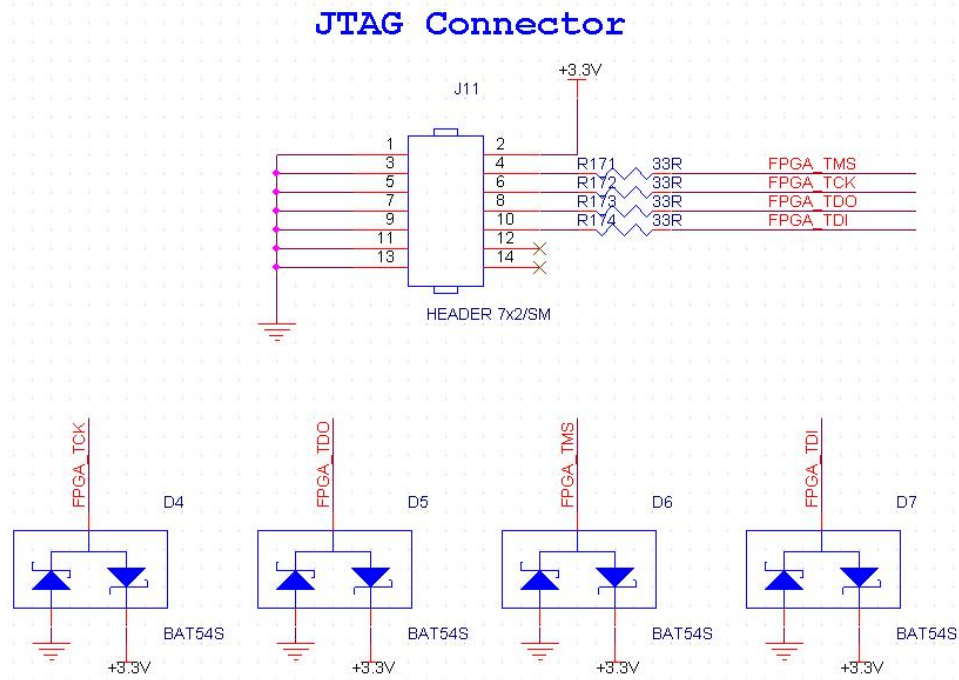 JTAG Connector
+3.3V
J11
1 2
3 4 R171 33R FPGA_TMS
5 6 R172 33R FPGA_TCK
7 8 R173 33R FPGA_TDO
9 10 R174 33R FPGA_TDI
11 12
13 14
HEADER 7x2/SM
FPGA_TCK
D4
BAT54S
+3.3V
FPGA_TDO
D5
BAT54S
+3.3V
FPGA_TMS
D6
BAT54S
+3.3V
FPGA_TDI
D7
BAT54S
+3.3V